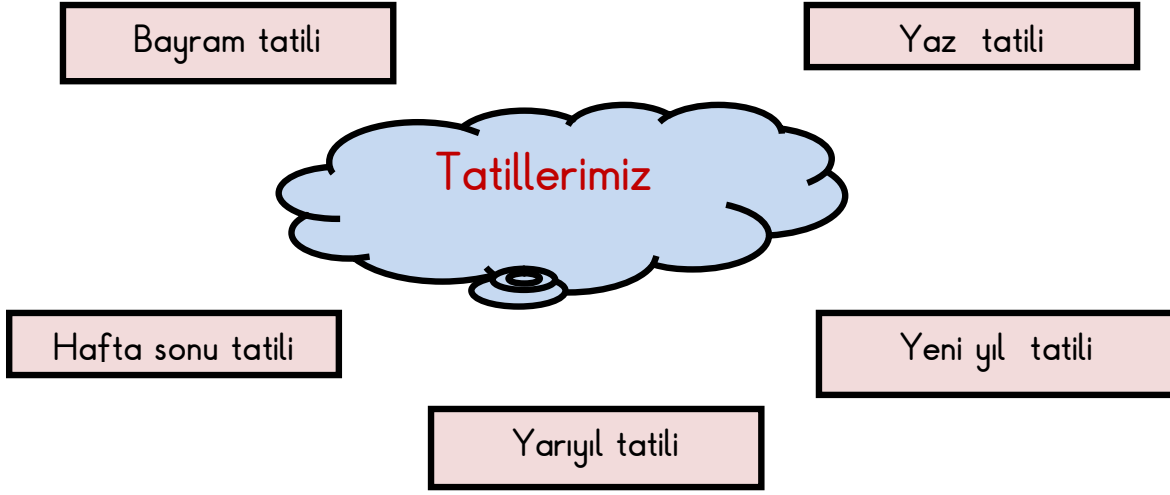 Bayram tatili
Yaz tatili
Tatillerimiz
Hafta sonu tatili
Yeni yıl tatili
Yarıyıl tatili